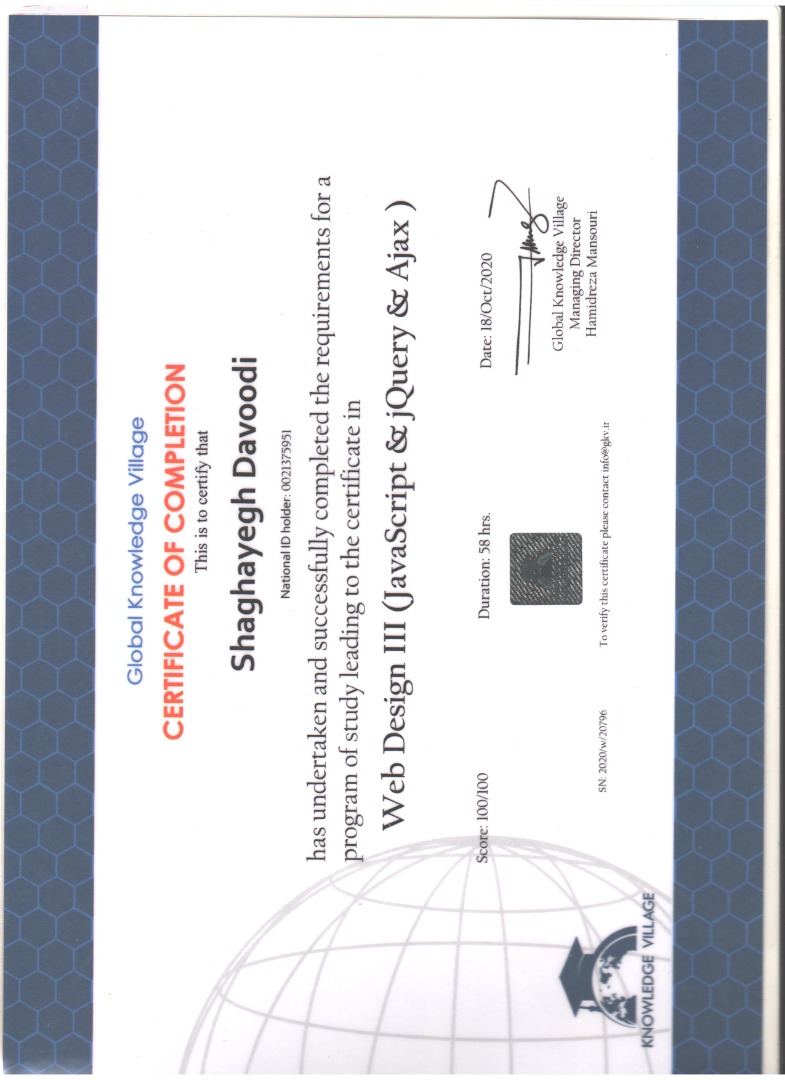 Global Knowledge Village
CERTIFICATE OF COMPLETION
This is to certify that
Shaghayegh Davoodi
National ID holder: 0021375951
has undertaken and successfully completed the requirements for a
program of study leading to the certificate in
Web Design III (JavaScript & jQuery & Ajax )
Score: 100/100
Duration: 58 hrs.
Date: 18/Oct/2020
Global Knowledge Village
Managing Director
Hamidreza Mansouri
SN: 2020/w/20796
To verify this certificate please contact info@gkv.ir
KNOWLEDGE VILLAGE